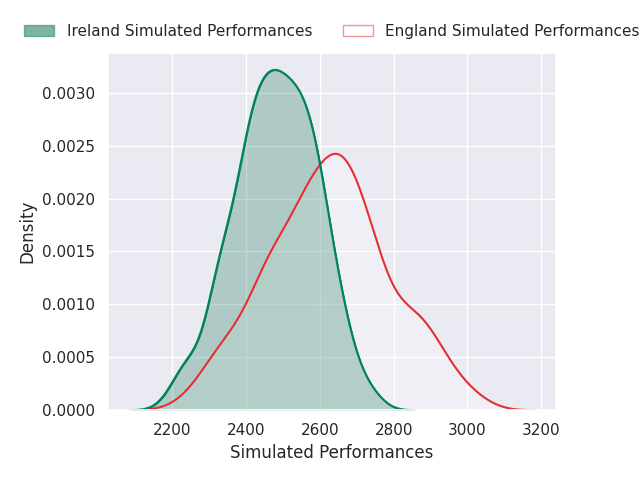 Ireland Simulated Performances England Simulated Performances
0.0030
0.0025
0.0020
0.0015
0.0010
0.0005
0.0000
Density
2200 2400 2600 2800 3000 3200
Simulated Performances